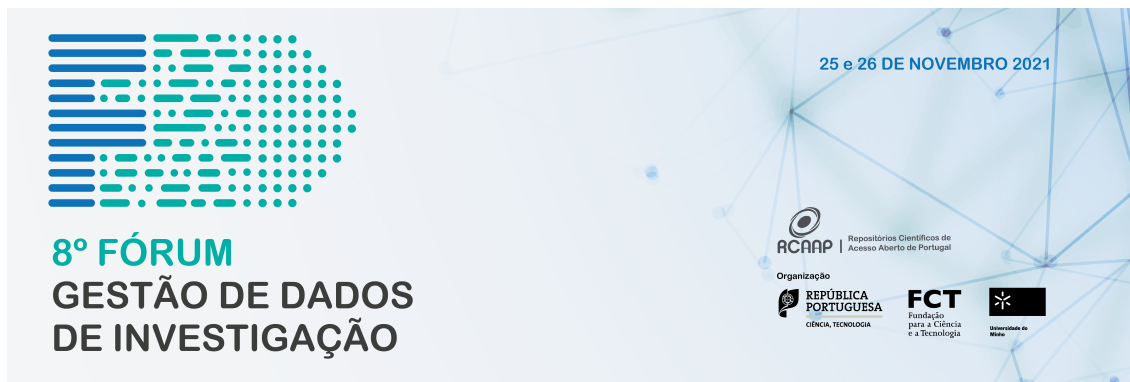 25 e 26 DE NOVEMBRO 2021
8º FÓRUM
GESTÃO DE DADOS
DE INVESTIGAÇÃO
RCAAP
Repositórios Científicos de
Acesso Aberto de Portugal
Organização
REPÚBLICA
PORTUGUESA
CIÊNCIA, TECNOLOGIA
FCT
Fundação
para a Ciência
e a Tecnologia
Universidade do
Minho